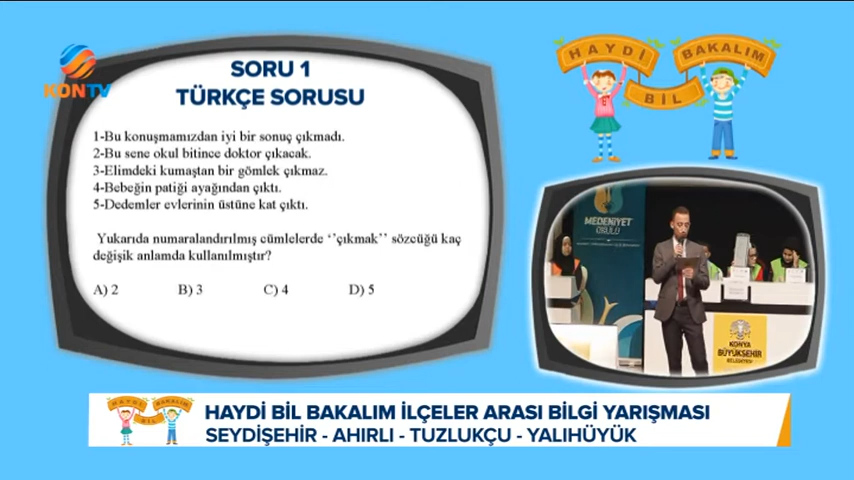 KONTV
SORU 1
TÜRKÇE SORUSU
1-Bu konuşmamızdan iyi bir sonuç çıkmadı.
2-Bu sene okul bitince doktor çıkacak.
3-Elimdeki kumaştan bir gömlek çıkmaz.
4-Bebeğin patiği ayağından çıktı.
5-Dedemler evlerinin üstüne kat çıktı.
Yukarıda numaralandırılmış cümlelerde ‘’çıkmak’’ sözcüğü kaç
değişik anlamda kullanılmıştır?
A) 2 B) 3 C) 4 D) 5
HAYDİ BAKALIM
BİL
MEDENİYET
OKULU
KONYA
BÜYÜKŞEHİR
BELEDİYESİ
HAYDİ BAKALIM
BİL
HAYDİ BİL BAKALIM İLÇELER ARASI BİLGİ YARIŞMASI
SEYDİŞEHİR - AHIRLI - TUZLUKÇU - YALIHÜYÜK